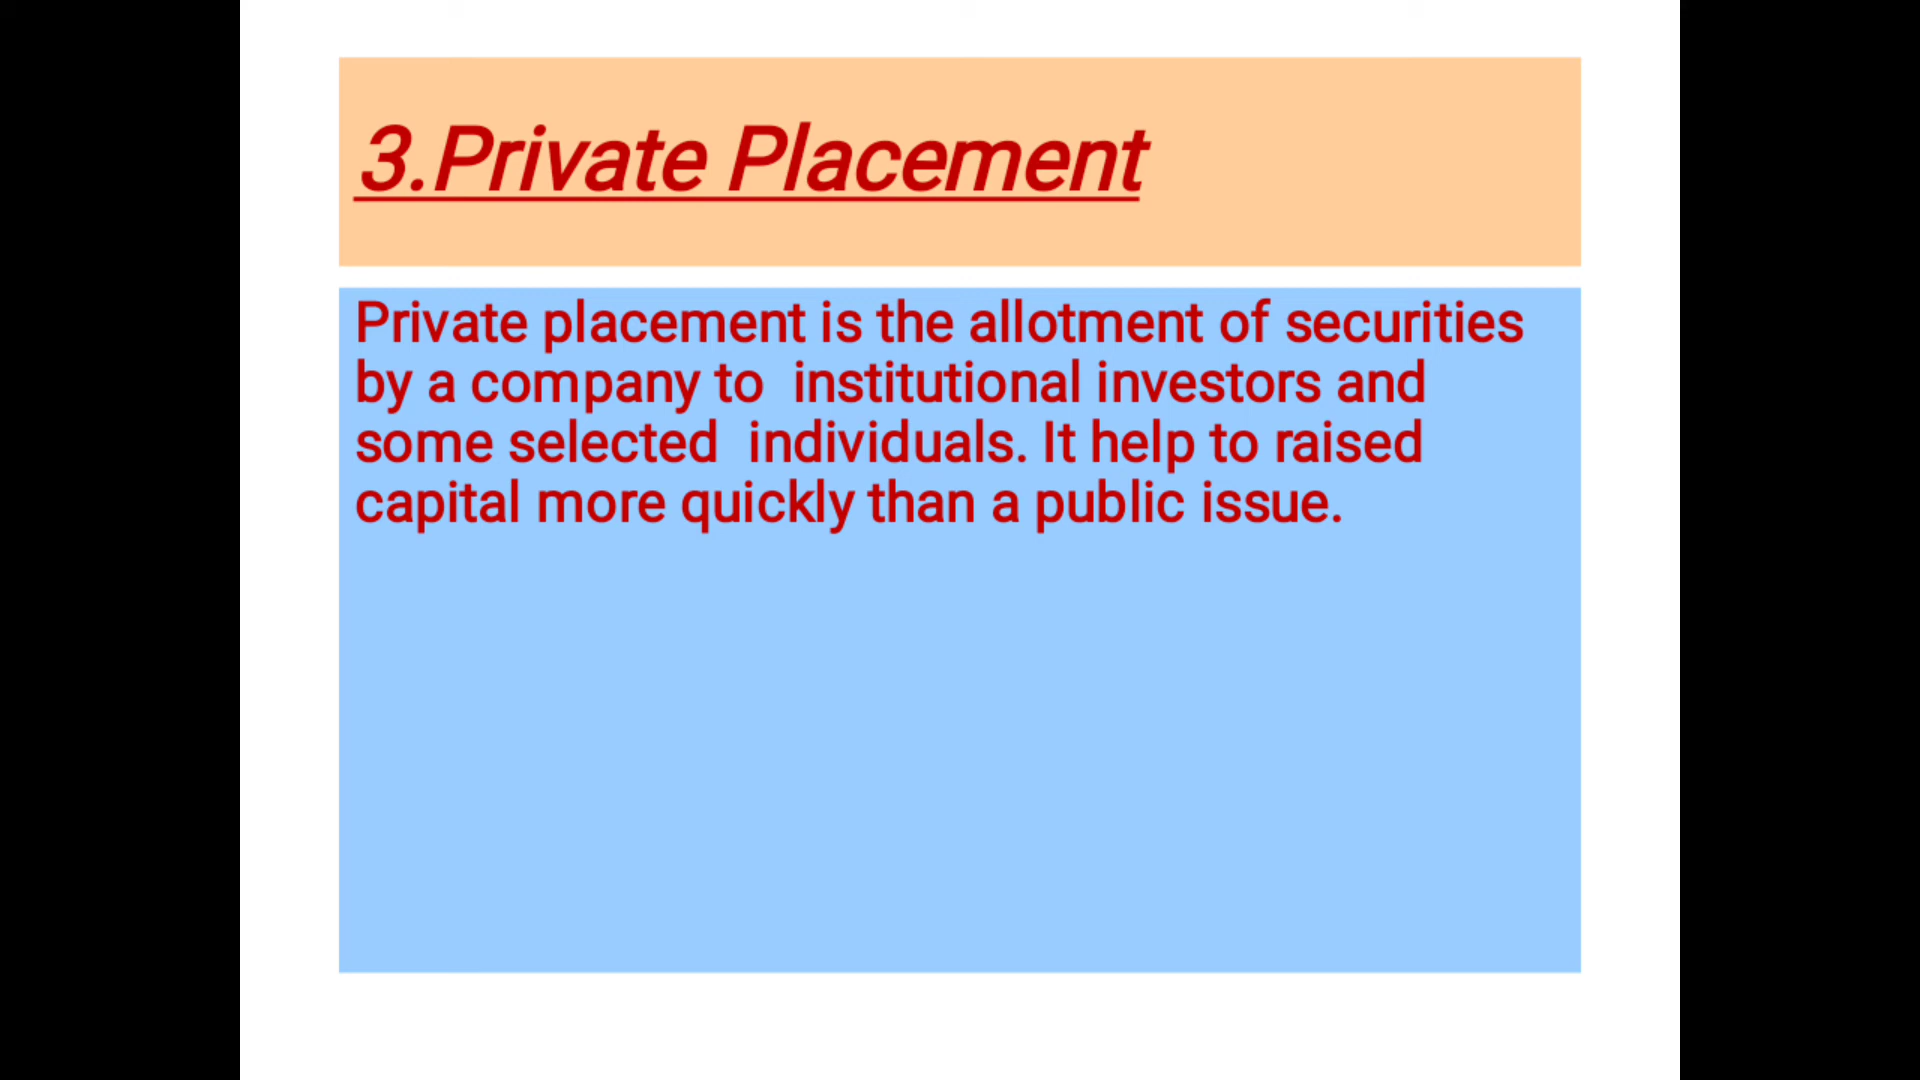 3.Private Placement
Private placement is the allotment of securities
by a company to  institutional investors and
some selected  individuals. It help to raised
capital more quickly than a public issue.